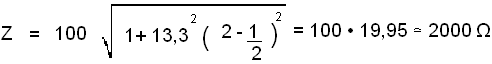 Z = 100 √(1+ 13,3² (2 - 1/2)²) = 100 • 19,95 ≃ 2000 Ω